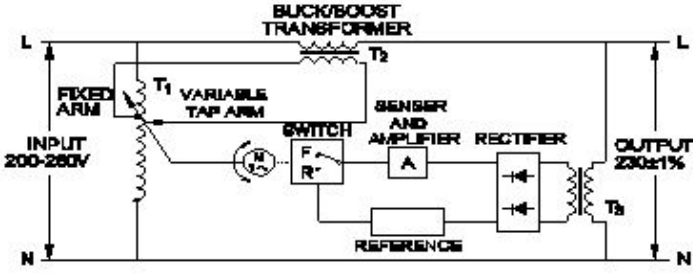 BUCK/BOOST
TRANSFORMER
L
L
T2
T1
FIXED
ARM
VARIABLE
TAP ARM
SENSER
AND
AMPLIFIER
SWITCH
RECTIFIER
INPUT
200-260V
M
F
R
A
OUTPUT
230±1%
T3
REFERENCE
N
N